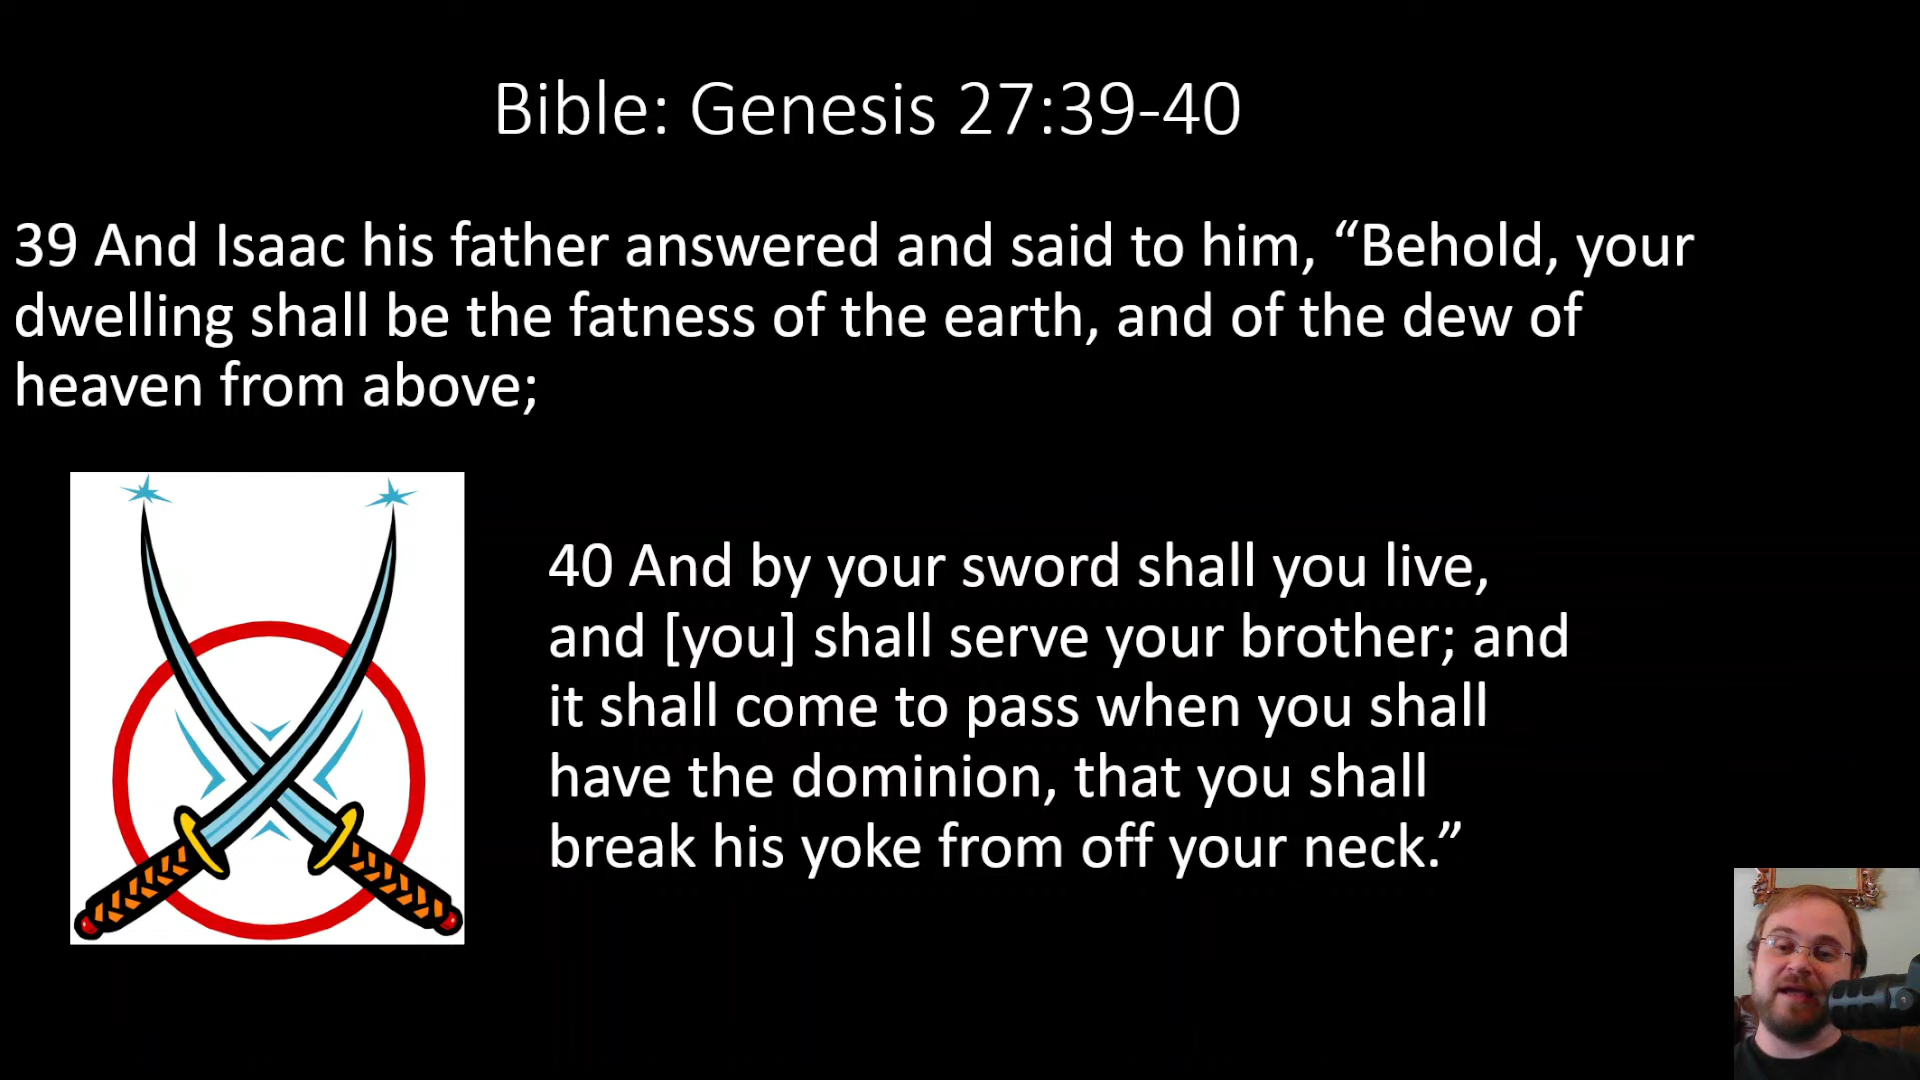 Bible: Genesis 27:39-40
39 And Isaac his father answered and said to him, “Behold, your
dwelling shall be the fatness of the earth, and of the dew of
heaven from above;
40 And by your sword shall you live,
and [you] shall serve your brother; and
it shall come to pass when you shall
have the dominion, that you shall
break his yoke from off your neck.”